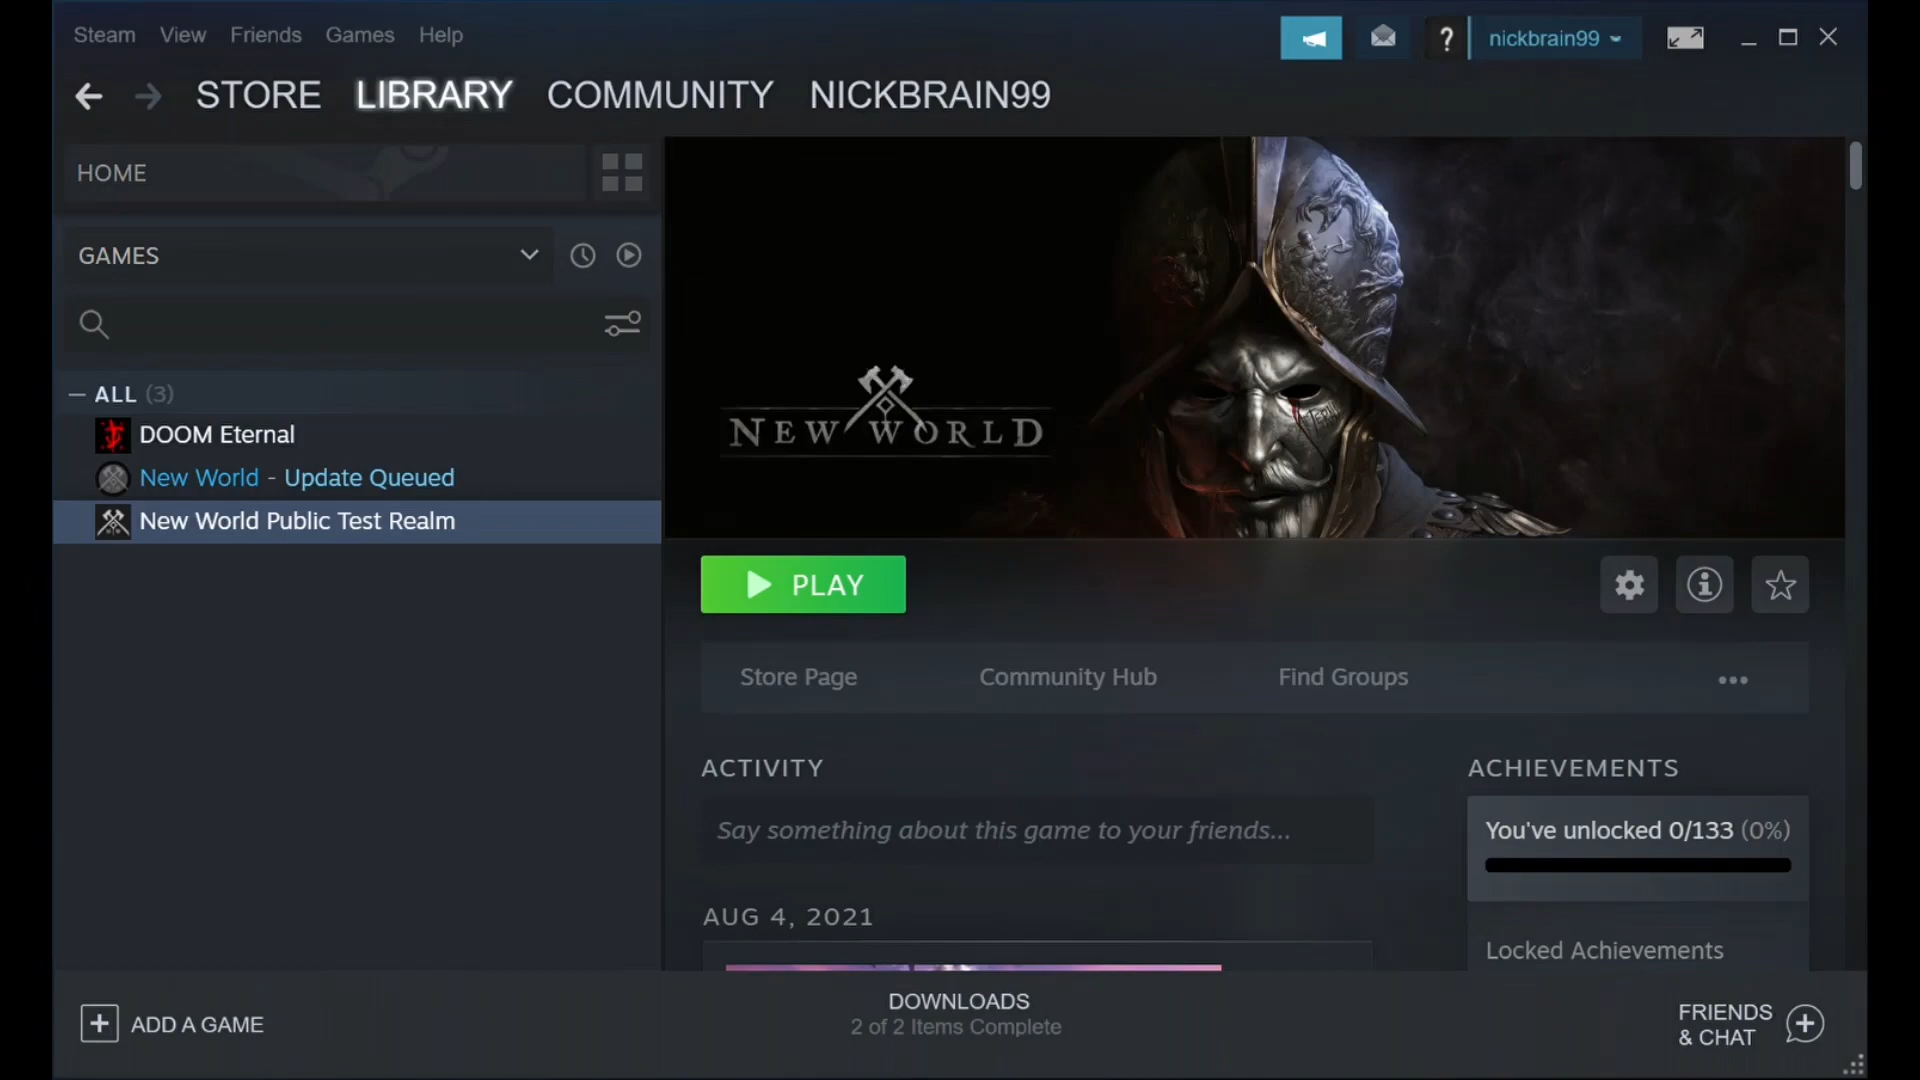 Steam View Friends Games Help
? nickbrain99
STORE LIBRARY COMMUNITY NICKBRAIN99
HOME
GAMES
ALL (3)
DOOM Eternal
New World - Update Queued
New World Public Test Realm
NEW WORLD
PLAY
Store Page Community Hub Find Groups
ACTIVITY
Say something about this game to your friends...
AUG 4, 2021
ACHIEVEMENTS
You've unlocked 0/133 (0%)
Locked Achievements
ADD A GAME
DOWNLOADS
2 of 2 Items Complete
FRIENDS
& CHAT